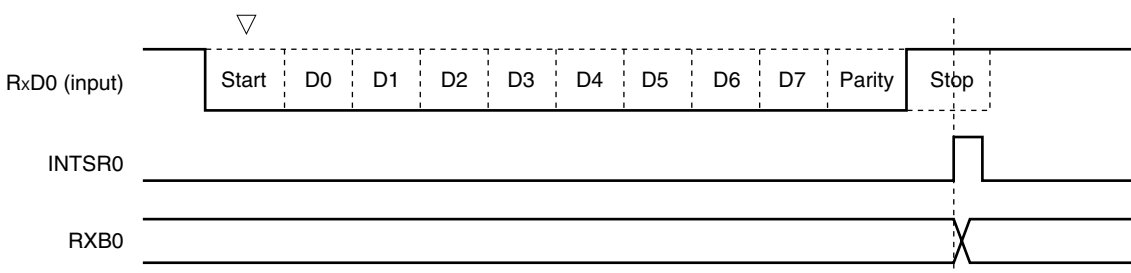 RxD0 (input) Start D0 D1 D2 D3 D4 D5 D6 D7 Parity Stop
INTSR0
RXB0